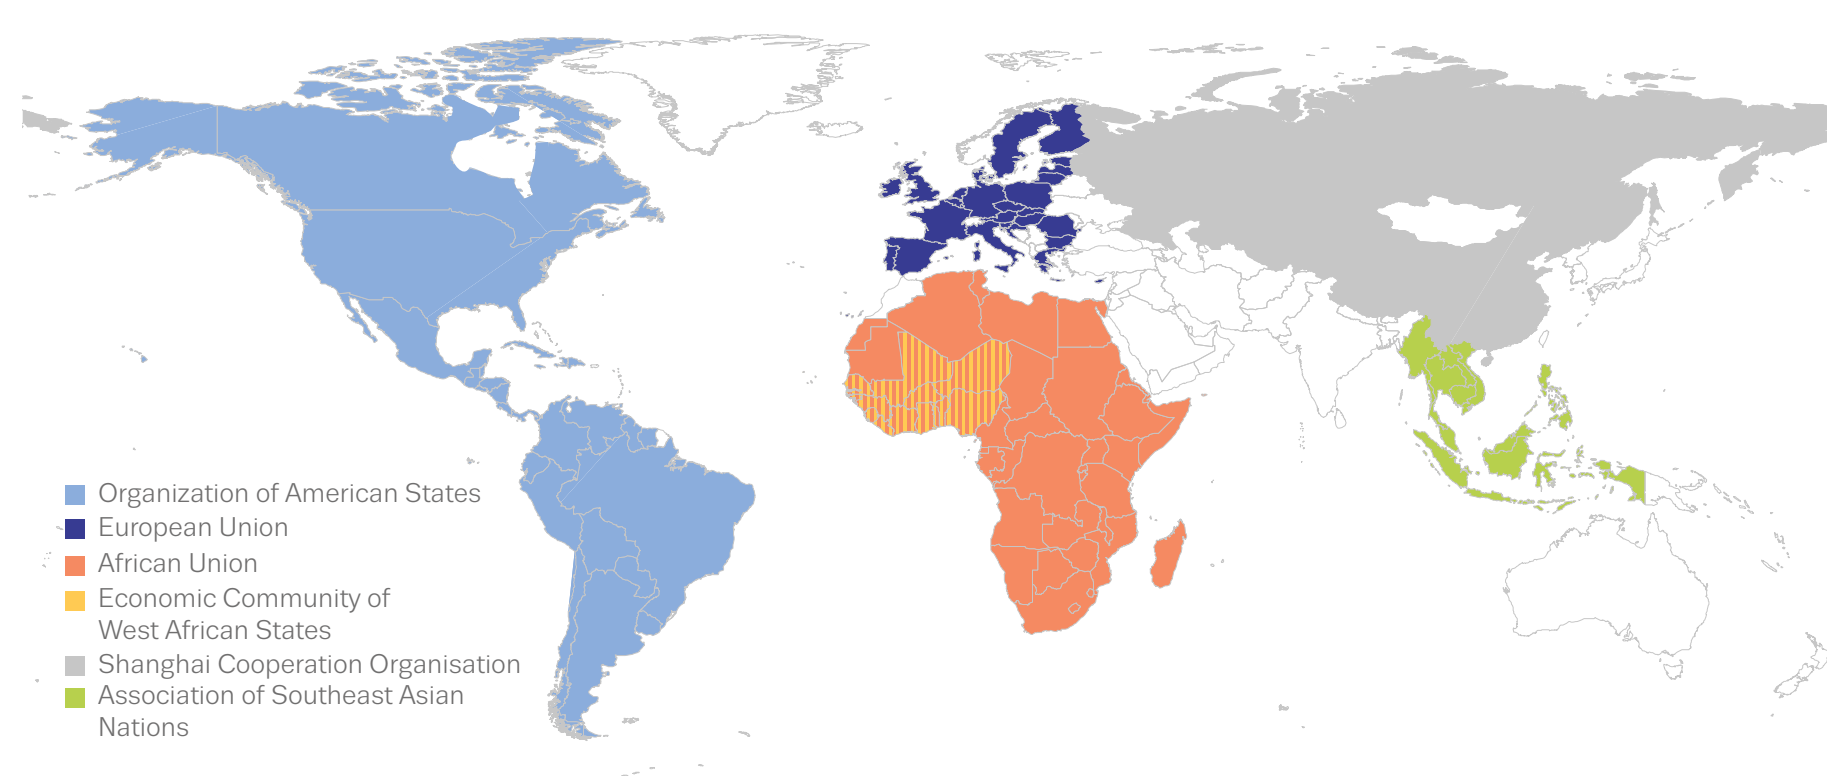 Organization of American States
European Union
African Union
Economic Community of
West African States
Shanghai Cooperation Organisation
Association of Southeast Asian
Nations